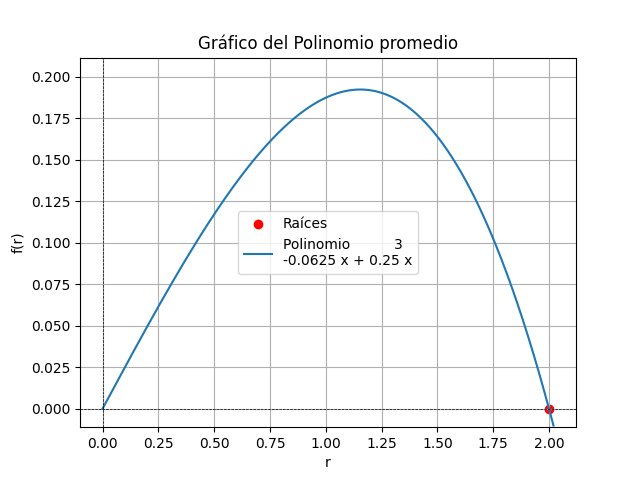 Gráfico del Polinomio promedio
f(r)
0.200
0.175
0.150
0.125
0.100
0.075
0.050
0.025
0.000
Raíces
Polinomio 3
-0.0625 x + 0.25 x
0.00 0.25 0.50 0.75 1.00 1.25 1.50 1.75 2.00
r